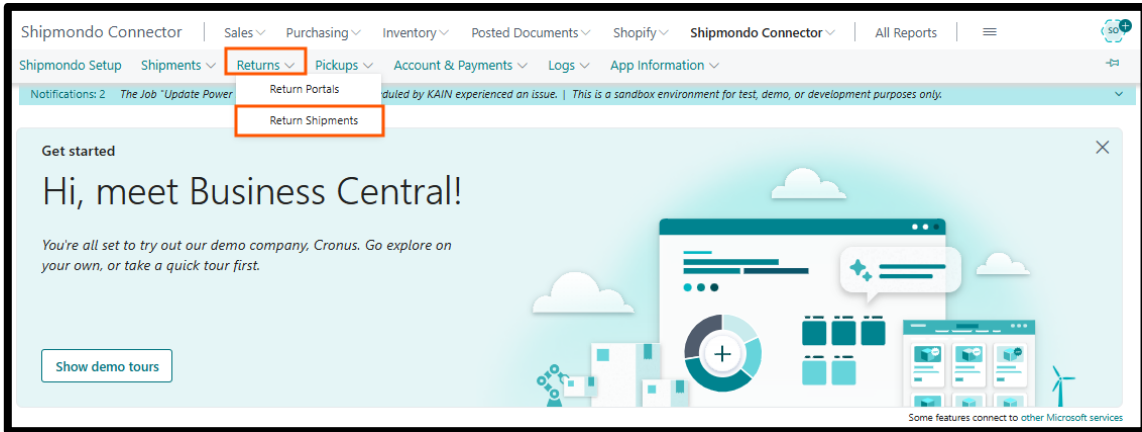 Shipmondo Connector Sales Purchasing Inventory Posted Documents Shopify Shipmondo Connector All Reports SO
Shipmondo Setup Shipments Returns Pickups Account & Payments Logs App Information
Return Portals
Return Shipments
Notifications: 2 The Job "Update Power duled by KAIN experienced an issue. | This is a sandbox environment for test, demo, or development purposes only.
Get started
Hi, meet Business Central!
You're all set to try out our demo company, Cronus. Go explore on
your own, or take a quick tour first.
Show demo tours
Some features connect to other Microsoft services